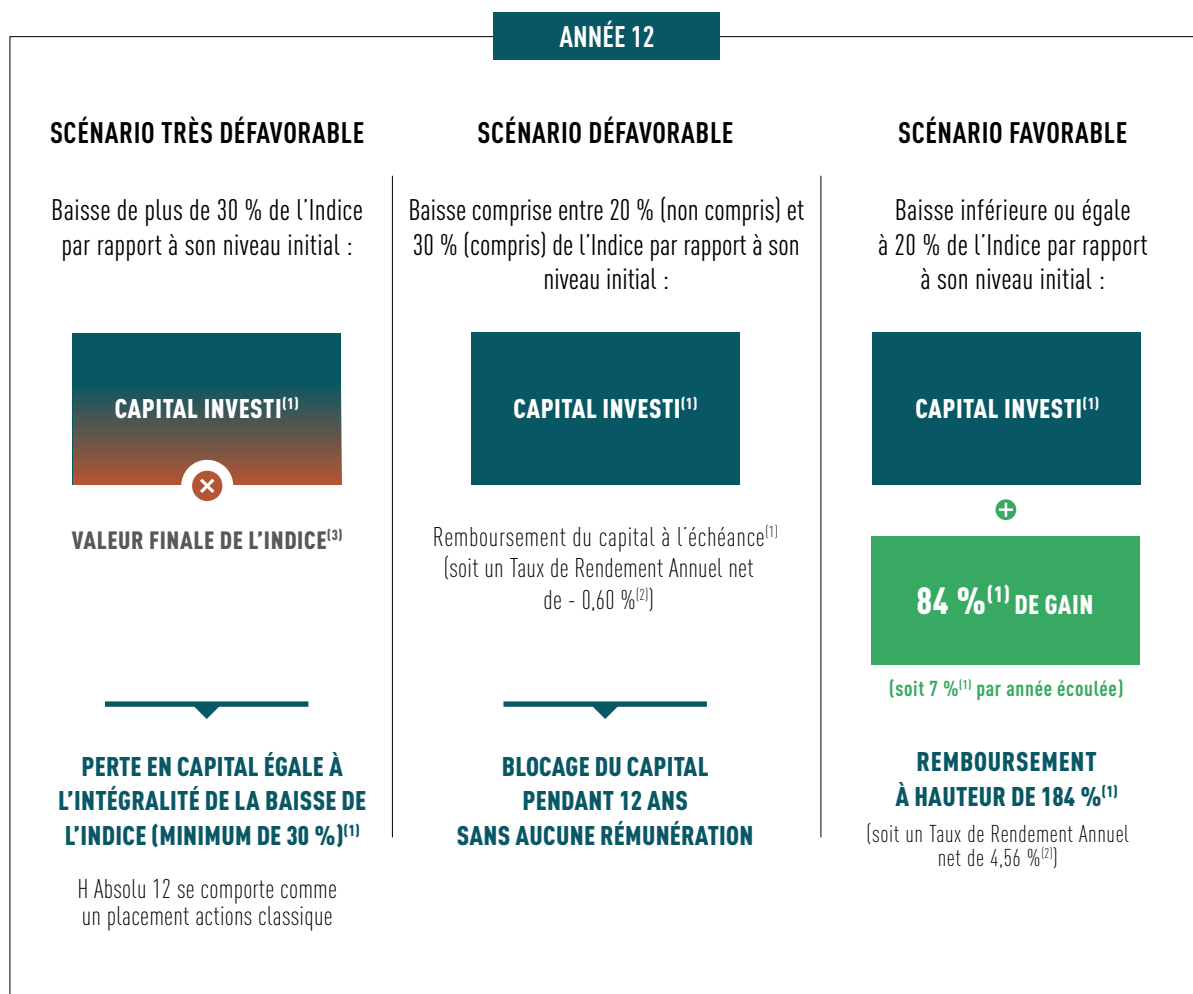 ANNÉE 12
SCÉNARIO TRÈS DÉFAVORABLE
Baisse de plus de 30 % de l'Indice
par rapport à son niveau initial :
CAPITAL INVESTI(1)
VALEUR FINALE DE L'INDICE(3)
PERTE EN CAPITAL ÉGALE À
L'INTÉGRALITÉ DE LA BAISSE DE
L'INDICE (MINIMUM DE 30 %)(1)
H Absolu 12 se comporte comme
un placement actions classique
SCÉNARIO DÉFAVORABLE
Baisse comprise entre 20 % (non compris) et
30 % (compris) de l'Indice par rapport à son
niveau initial :
CAPITAL INVESTI(1)
Remboursement du capital à l'échéance(1)
(soit un Taux de Rendement Annuel net
de - 0,60 %(2))
BLOCAGE DU CAPITAL
PENDANT 12 ANS
SANS AUCUNE RÉMUNÉRATION
SCÉNARIO FAVORABLE
Baisse inférieure ou égale
à 20 % de l'Indice par rapport
à son niveau initial :
CAPITAL INVESTI(1)
84 %(1) DE GAIN
(soit 7 %(1) par année écoulée)
REMBOURSEMENT
À HAUTEUR DE 184 %(1)
(soit un Taux de Rendement Annuel
net de 4,56 %(2))